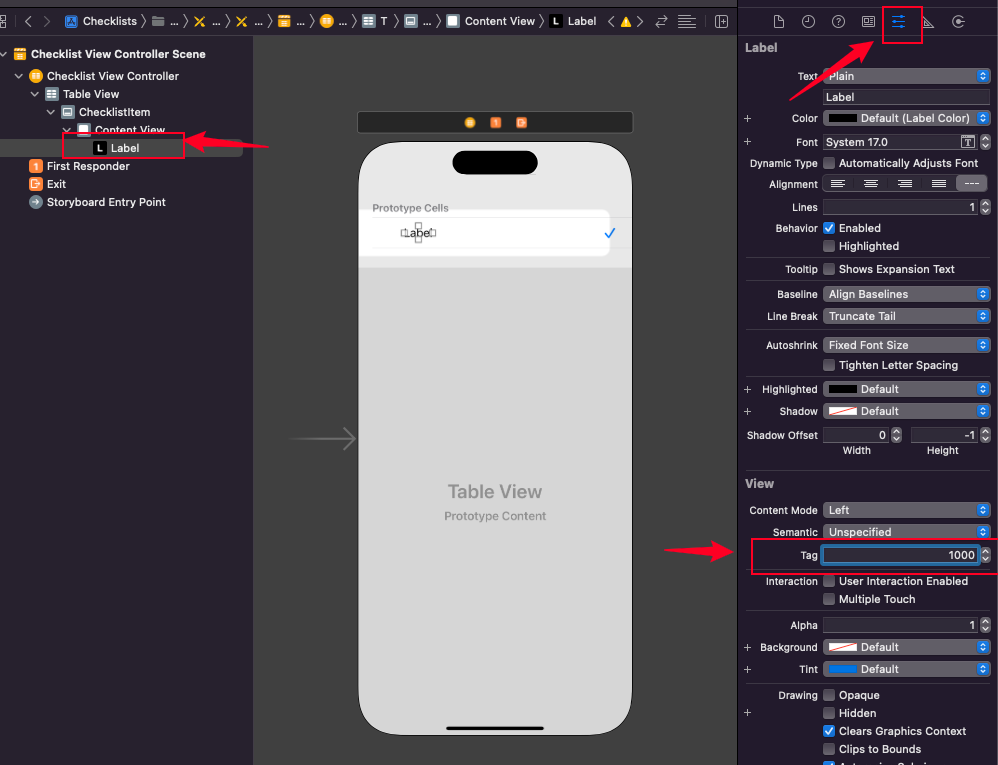 Checklists
...
...
...
...
...
T
...
Content View
L
Label
Checklist View Controller Scene
Checklist View Controller
Table View
ChecklistItem
Content View
L
Label
1
First Responder
Exit
Storyboard Entry Point
1
Prototype Cells
Label
Table View
Prototype Content
Label
Text Plain
Label
+ Color Default (Label Color)
+ Font System 17.0 T
Dynamic Type Automatically Adjusts Font
Alignment ---
Lines 1
Behavior Enabled
Highlighted
Tooltip Shows Expansion Text
Baseline Align Baselines
Line Break Truncate Tail
Autoshrink Fixed Font Size
Tighten Letter Spacing
+ Highlighted Default
+ Shadow Default
Shadow Offset 0 -1
Width Height
View
Content Mode Left
Semantic Unspecified
Tag 1000
Interaction User Interaction Enabled
Multiple Touch
Alpha 1
+ Background Default
+ Tint Default
Drawing Opaque
+ Hidden
Clears Graphics Context
Clips to Bounds